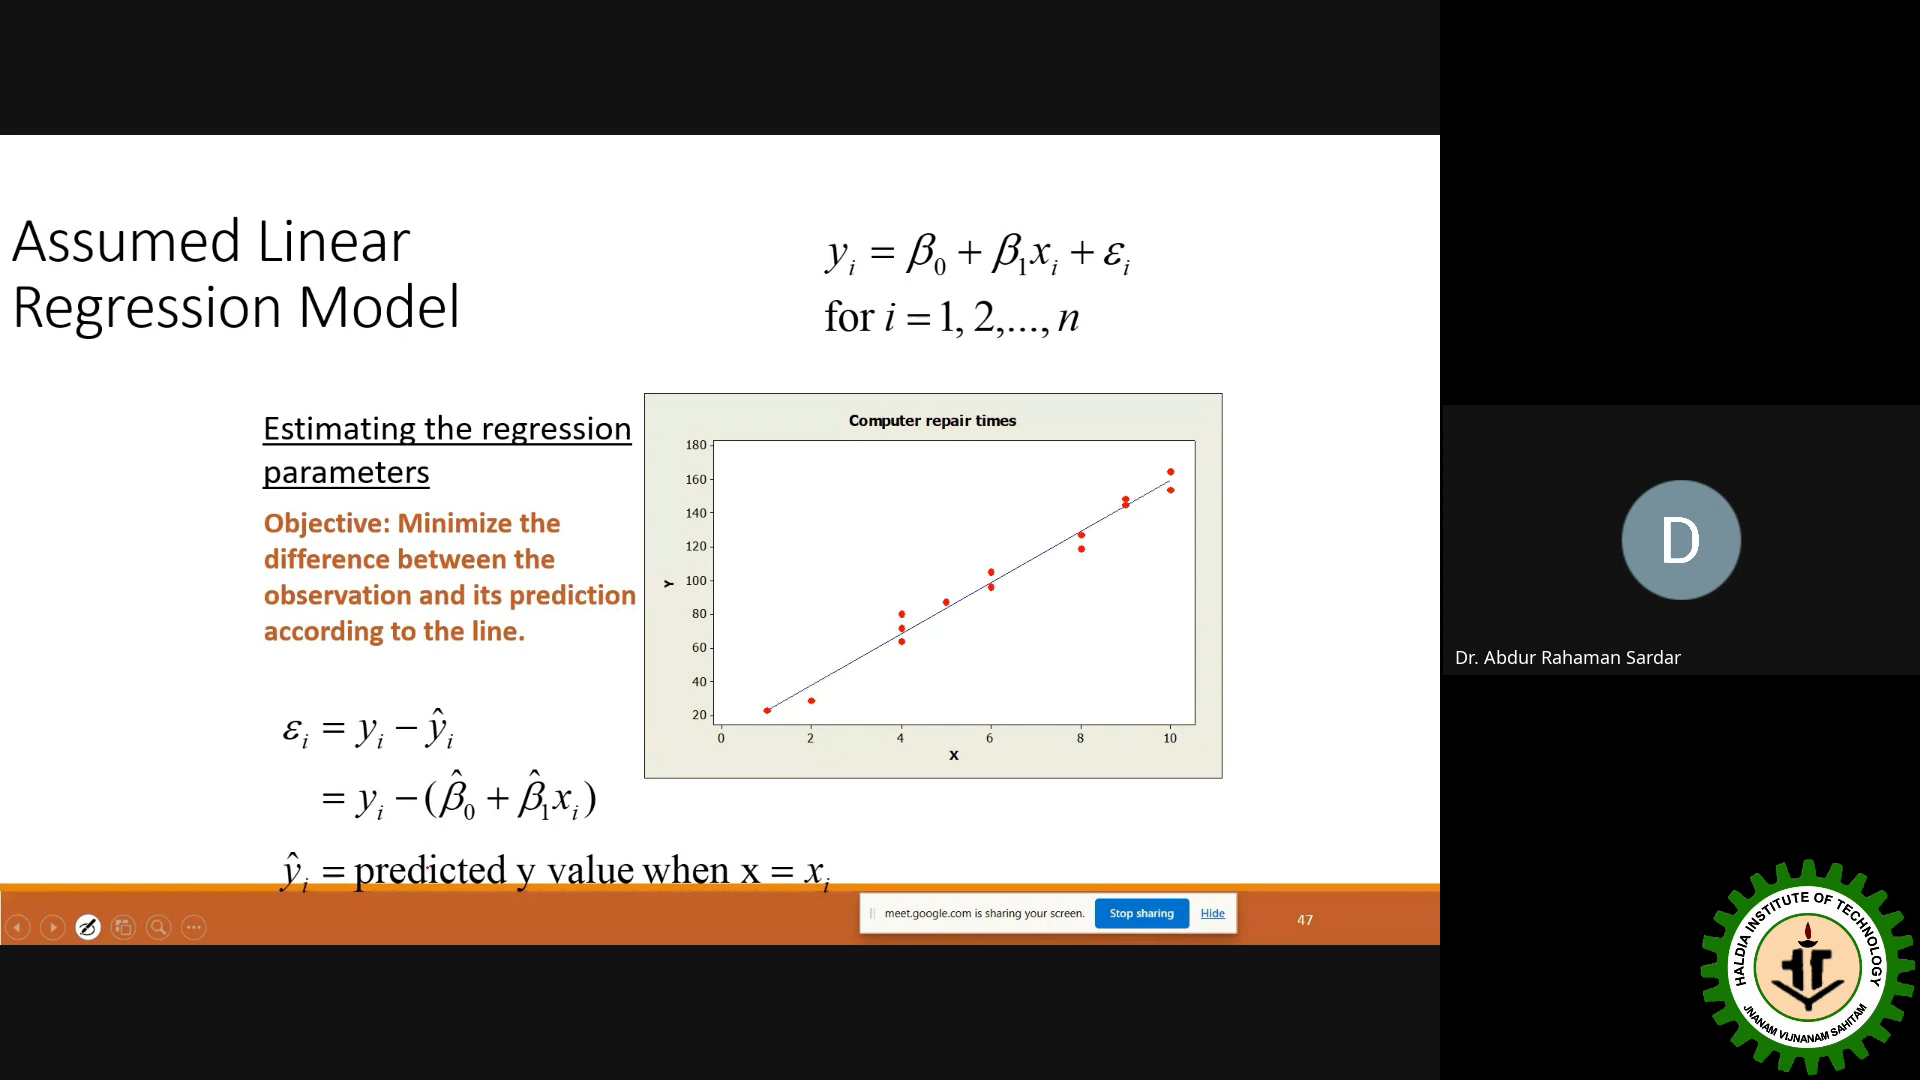 Assumed Linear
Regression Model
yᵢ = β₀ + β₁xᵢ + εᵢ
for i = 1, 2,..., n
Estimating the regression
parameters
Objective: Minimize the
difference between the
observation and its prediction
according to the line.
εᵢ = yᵢ − ŷᵢ
= yᵢ − (β̂₀ + β̂₁xᵢ)
ŷᵢ = predicted y value when x = xᵢ
Computer repair times
180
160
140
120
100
80
60
40
20
Y
0 2 4 6 8 10
X
meet.google.com is sharing your screen. Stop sharing Hide
47
D
Dr. Abdur Rahaman Sardar
HALDIA INSTITUTE OF TECHNOLOGY
JNANAM VIJNANAM SAHITAM